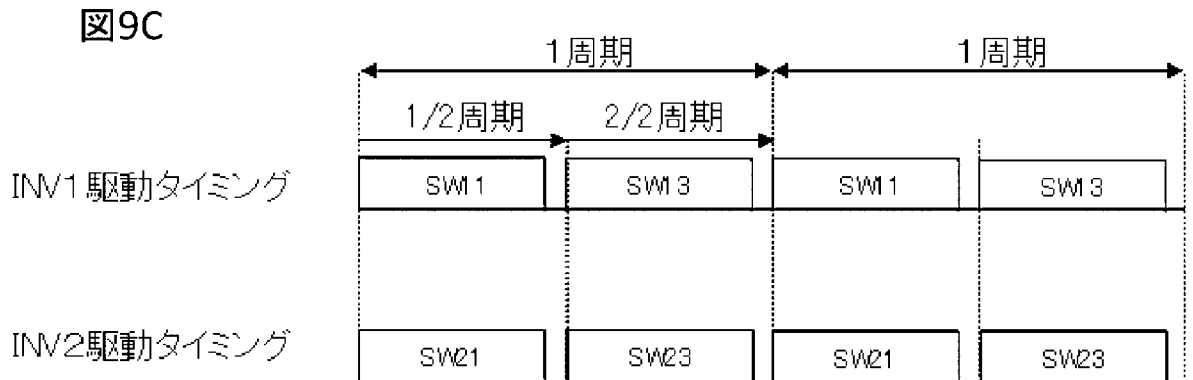 図9C
1周期 1周期
1/2周期 2/2周期
INV1駆動タイミング SW11 SW13 SW11 SW13
INV2駆動タイミング SW21 SW23 SW21 SW23